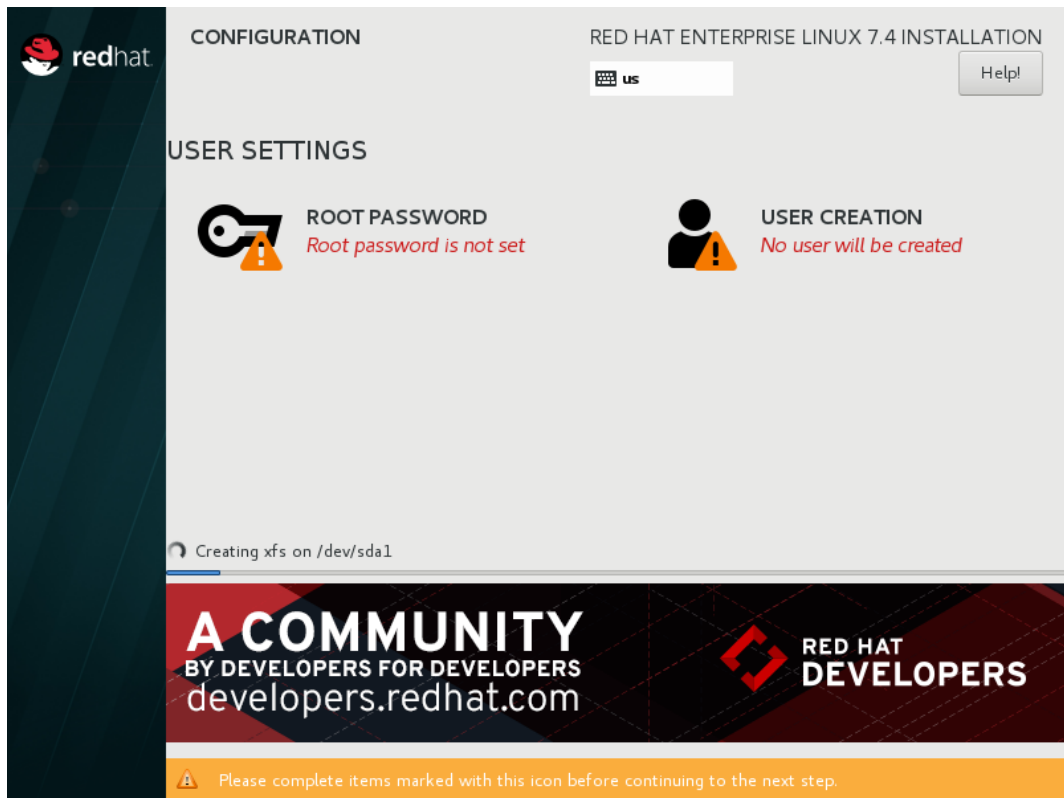 redhat.
CONFIGURATION
RED HAT ENTERPRISE LINUX 7.4 INSTALLATION
us
Help!
USER SETTINGS
ROOT PASSWORD
Root password is not set
USER CREATION
No user will be created
Creating xfs on /dev/sda1
A COMMUNITY
BY DEVELOPERS FOR DEVELOPERS
developers.redhat.com
RED HAT
DEVELOPERS
Please complete items marked with this icon before continuing to the next step.